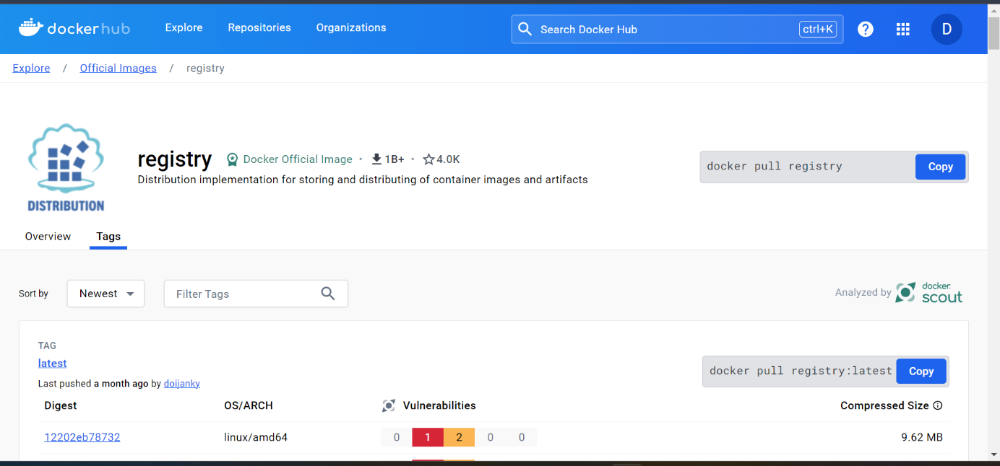 dockerhub Explore Repositories Organizations Search Docker Hub ctrl+K ? D
Explore / Official Images / registry
registry Docker Official Image • 1B+ • 4.0K
Distribution implementation for storing and distributing of container images and artifacts
docker pull registry Copy
DISTRIBUTION
Overview Tags
Sort by Newest Filter Tags Analyzed by docker scout
TAG
latest
docker pull registry:latest Copy
Last pushed a month ago by doijanky
Digest OS/ARCH Vulnerabilities Compressed Size
12202eb78732 linux/amd64 0 1 2 0 0 9.62 MB